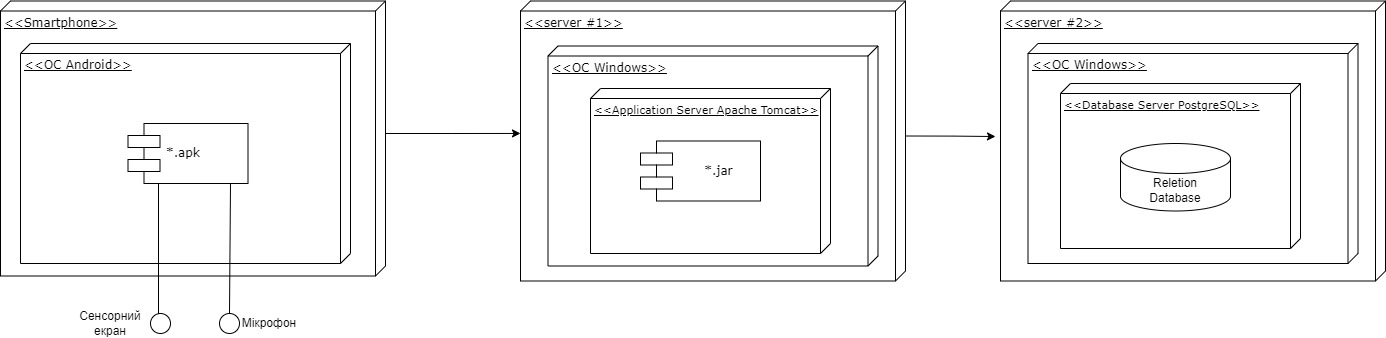 <<Smartphone>>
<<OC Android>>
*.apk
Сенсорний
екран
Мікрофон
<<server #1>>
<<OC Windows>>
<<Application Server Apache Tomcat>>
*.jar
<<server #2>>
<<OC Windows>>
<<Database Server PostgreSQL>>
Reletion
Database